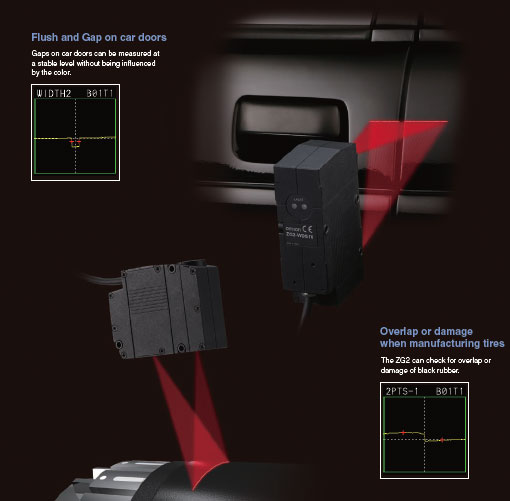 Flush and Gap on car doors
Gaps on car doors can be measured at
a stable level without being influenced
by the color.
WIDTH2 B01T1
OMRON CE
Overlap or damage
when manufacturing tires
The ZG2 can check for overlap or
damage of black rubber.
2PTS-1 B01T1